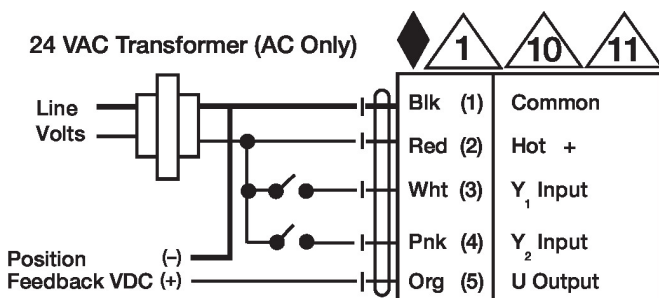 24 VAC Transformer (AC Only)
1
10
11
Line
Volts
Blk (1) Common
Red (2) Hot +
Wht (3) Y1 Input
Pnk (4) Y2 Input
Position (–)
Feedback VDC (+)
Org (5) U Output